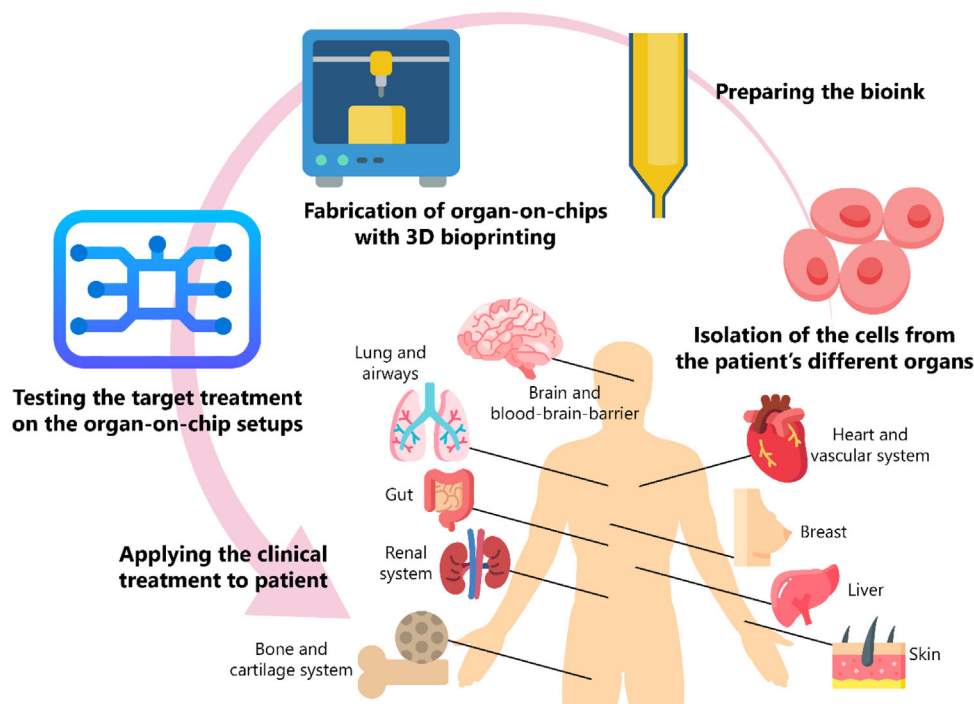 Preparing the bioink
Fabrication of organ-on-chips
with 3D bioprinting
Isolation of the cells from
the patient's different organs
Testing the target treatment
on the organ-on-chip setups
Applying the clinical
treatment to patient
Lung and
airways
Brain and
blood-brain-barrier
Heart and
vascular system
Gut
Breast
Renal
system
Liver
Bone and
cartilage system
Skin